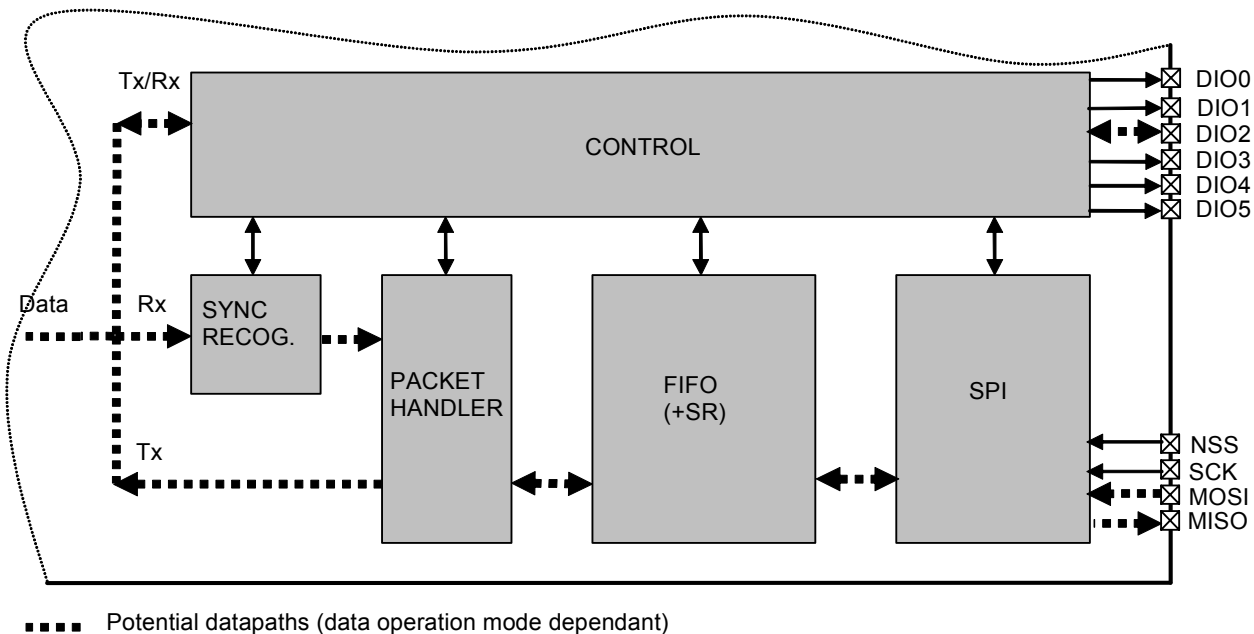 Tx/Rx
CONTROL
DIO0
DIO1
DIO2
DIO3
DIO4
DIO5
Data
Rx
SYNC
RECOG.
PACKET
HANDLER
FIFO
(+SR)
SPI
Tx
NSS
SCK
MOSI
MISO
Potential datapaths (data operation mode dependant)